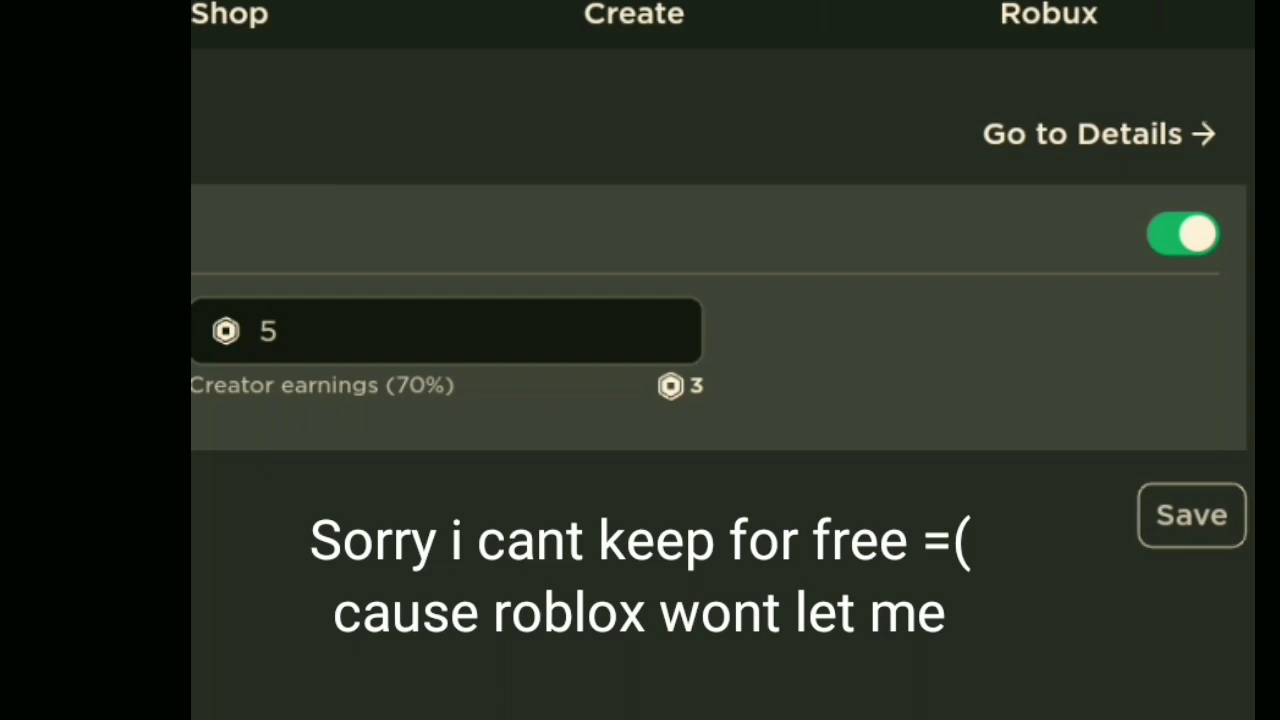 Shop Create Robux
Go to Details →
5
Creator earnings (70%) 3
Save
Sorry i cant keep for free =(
cause roblox wont let me